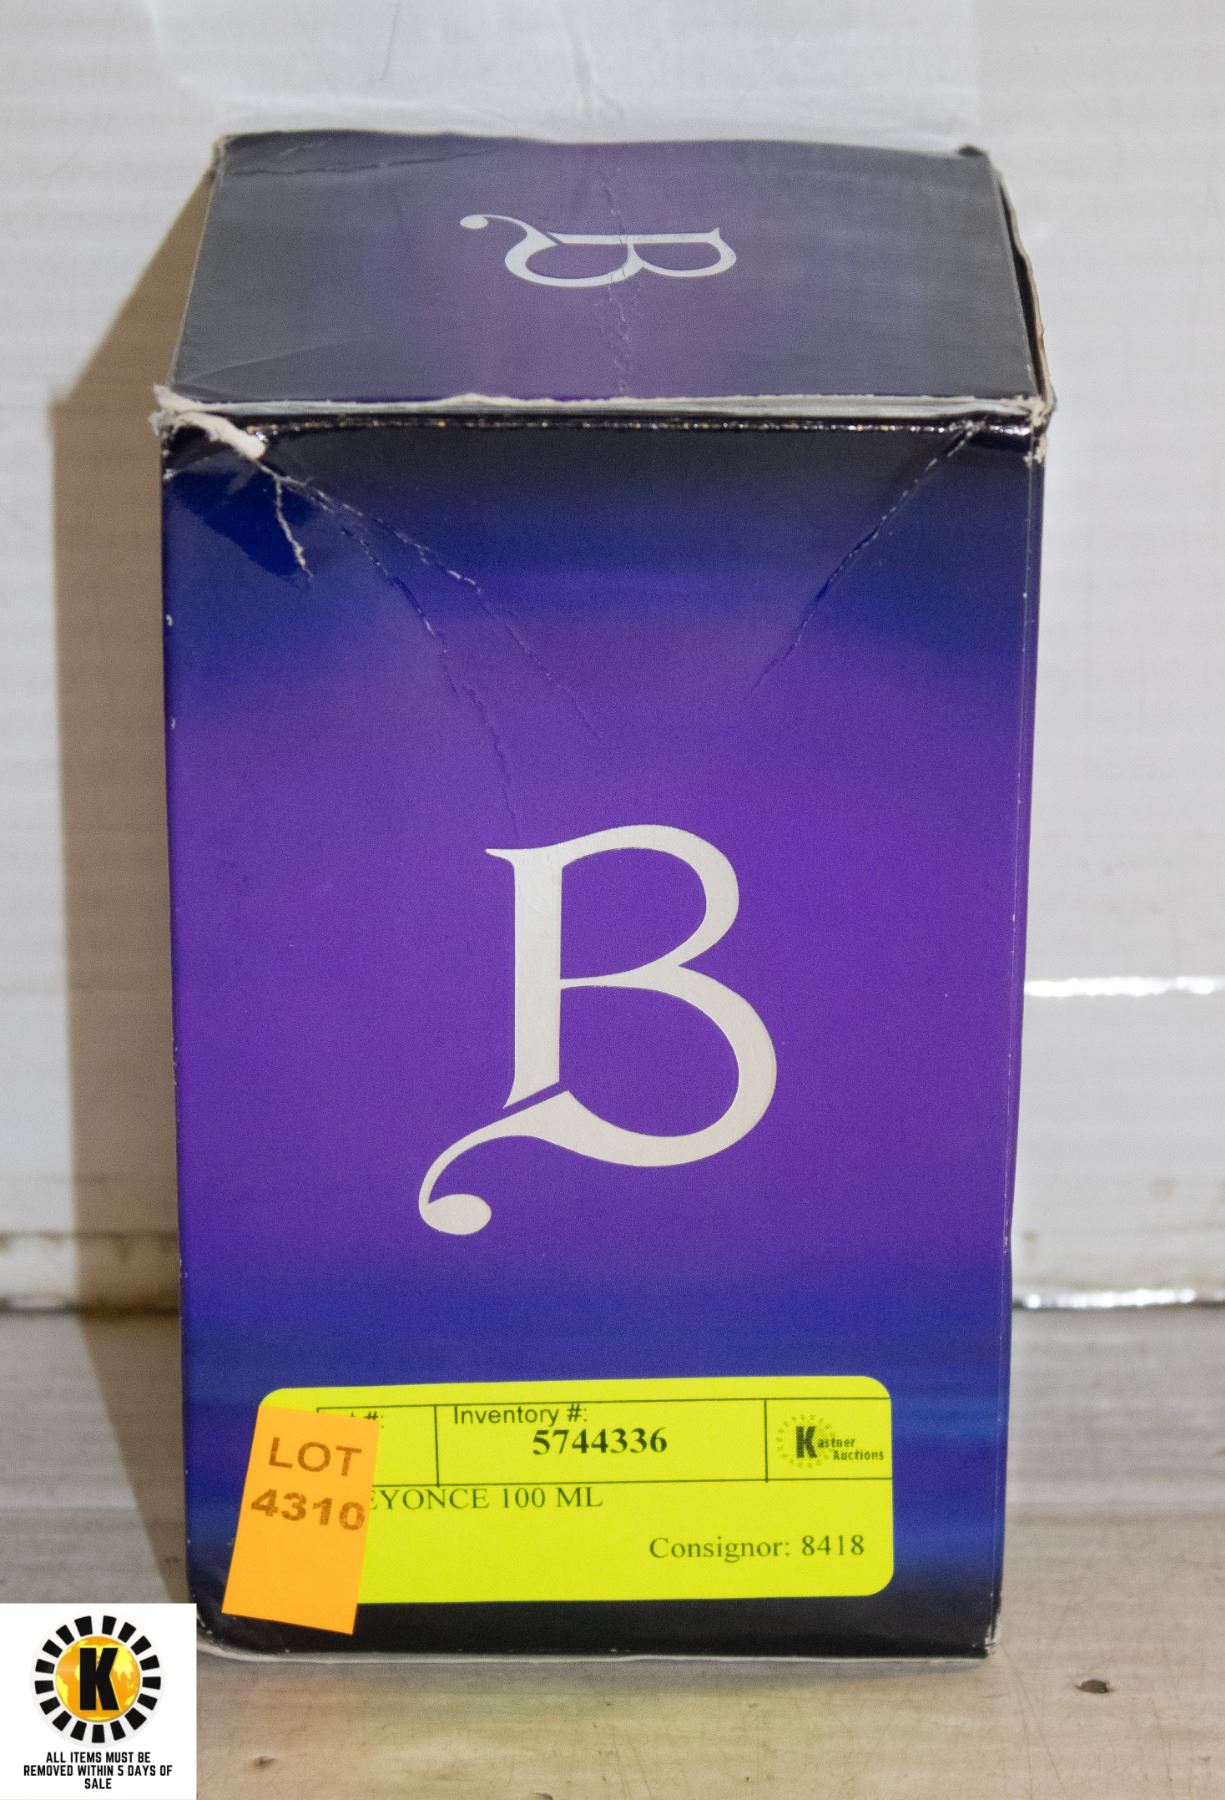 B
B
Inventory #:
5744336
Kastner
Auctions
LOT
4310
EYONCE 100 ML
Consignor: 8418
K
ALL ITEMS MUST BE
REMOVED WITHIN 5 DAYS OF
SALE